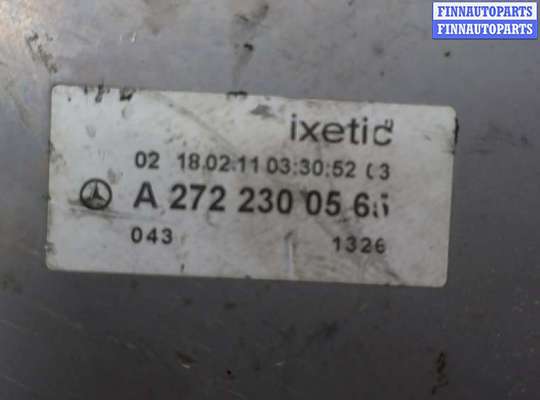 FINNAUTOPARTS
FINNAUTOPARTS
ixetic
02 18.02.11 03:30:52
A 272 230 05
043 1326